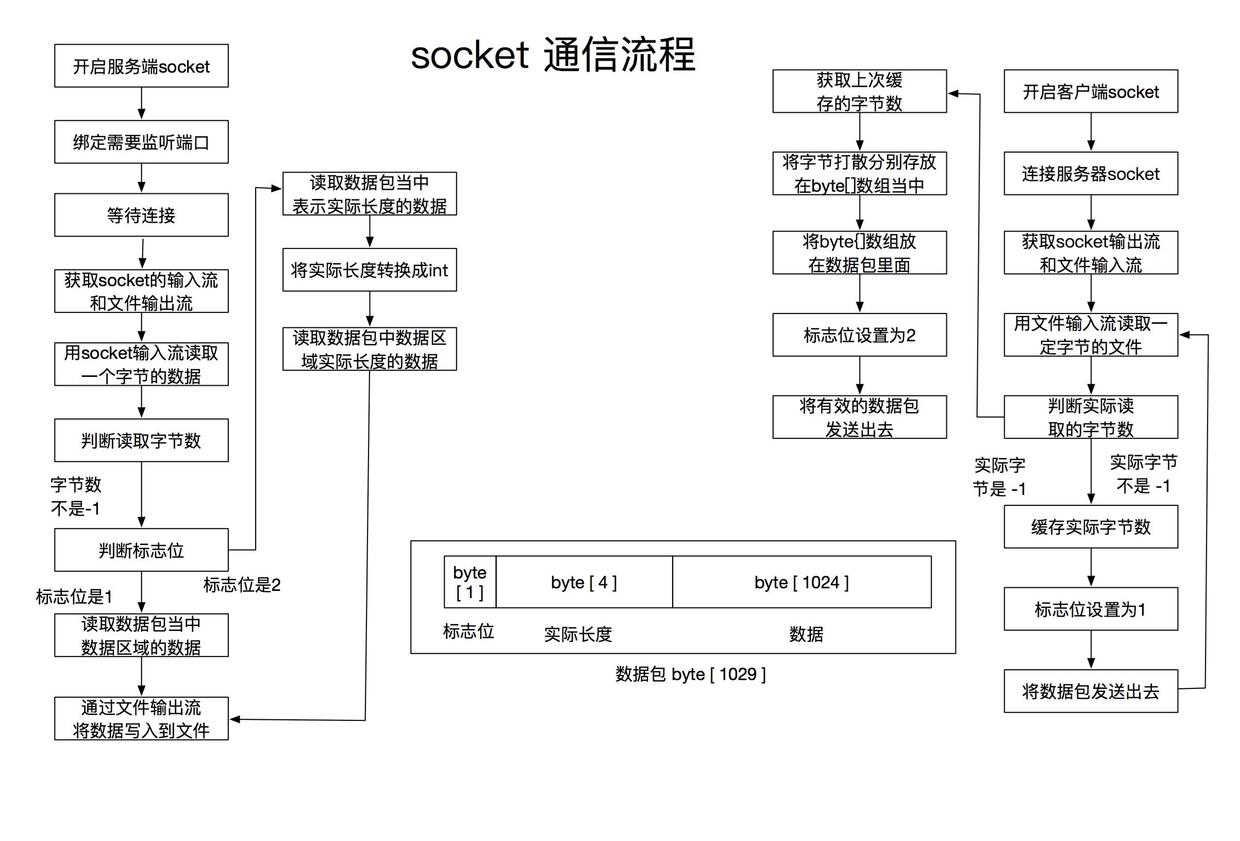 socket 通信流程
开启服务端socket
绑定需要监听端口
等待连接
获取socket的输入流
和文件输出流
用socket输入流读取
一个字节的数据
判断读取字节数
字节数
不是-1
判断标志位
标志位是1
标志位是2
读取数据包当中
数据区域的数据
通过文件输出流
将数据写入到文件
读取数据包当中
表示实际长度的数据
将实际长度转换成int
读取数据包中数据区
域实际长度的数据
byte
[ 1 ]
byte [ 4 ]
byte [ 1024 ]
标志位
实际长度
数据
数据包 byte [ 1029 ]
获取上次缓
存的字节数
将字节打散分别存放
在byte[]数组当中
将byte{]数组放
在数据包里面
标志位设置为2
将有效的数据包
发送出去
开启客户端socket
连接服务器socket
获取socket输出流
和文件输入流
用文件输入流读取一
定字节的文件
判断实际读
取的字节数
实际字
节是 -1
实际字节
不是 -1
缓存实际字节数
标志位设置为1
将数据包发送出去